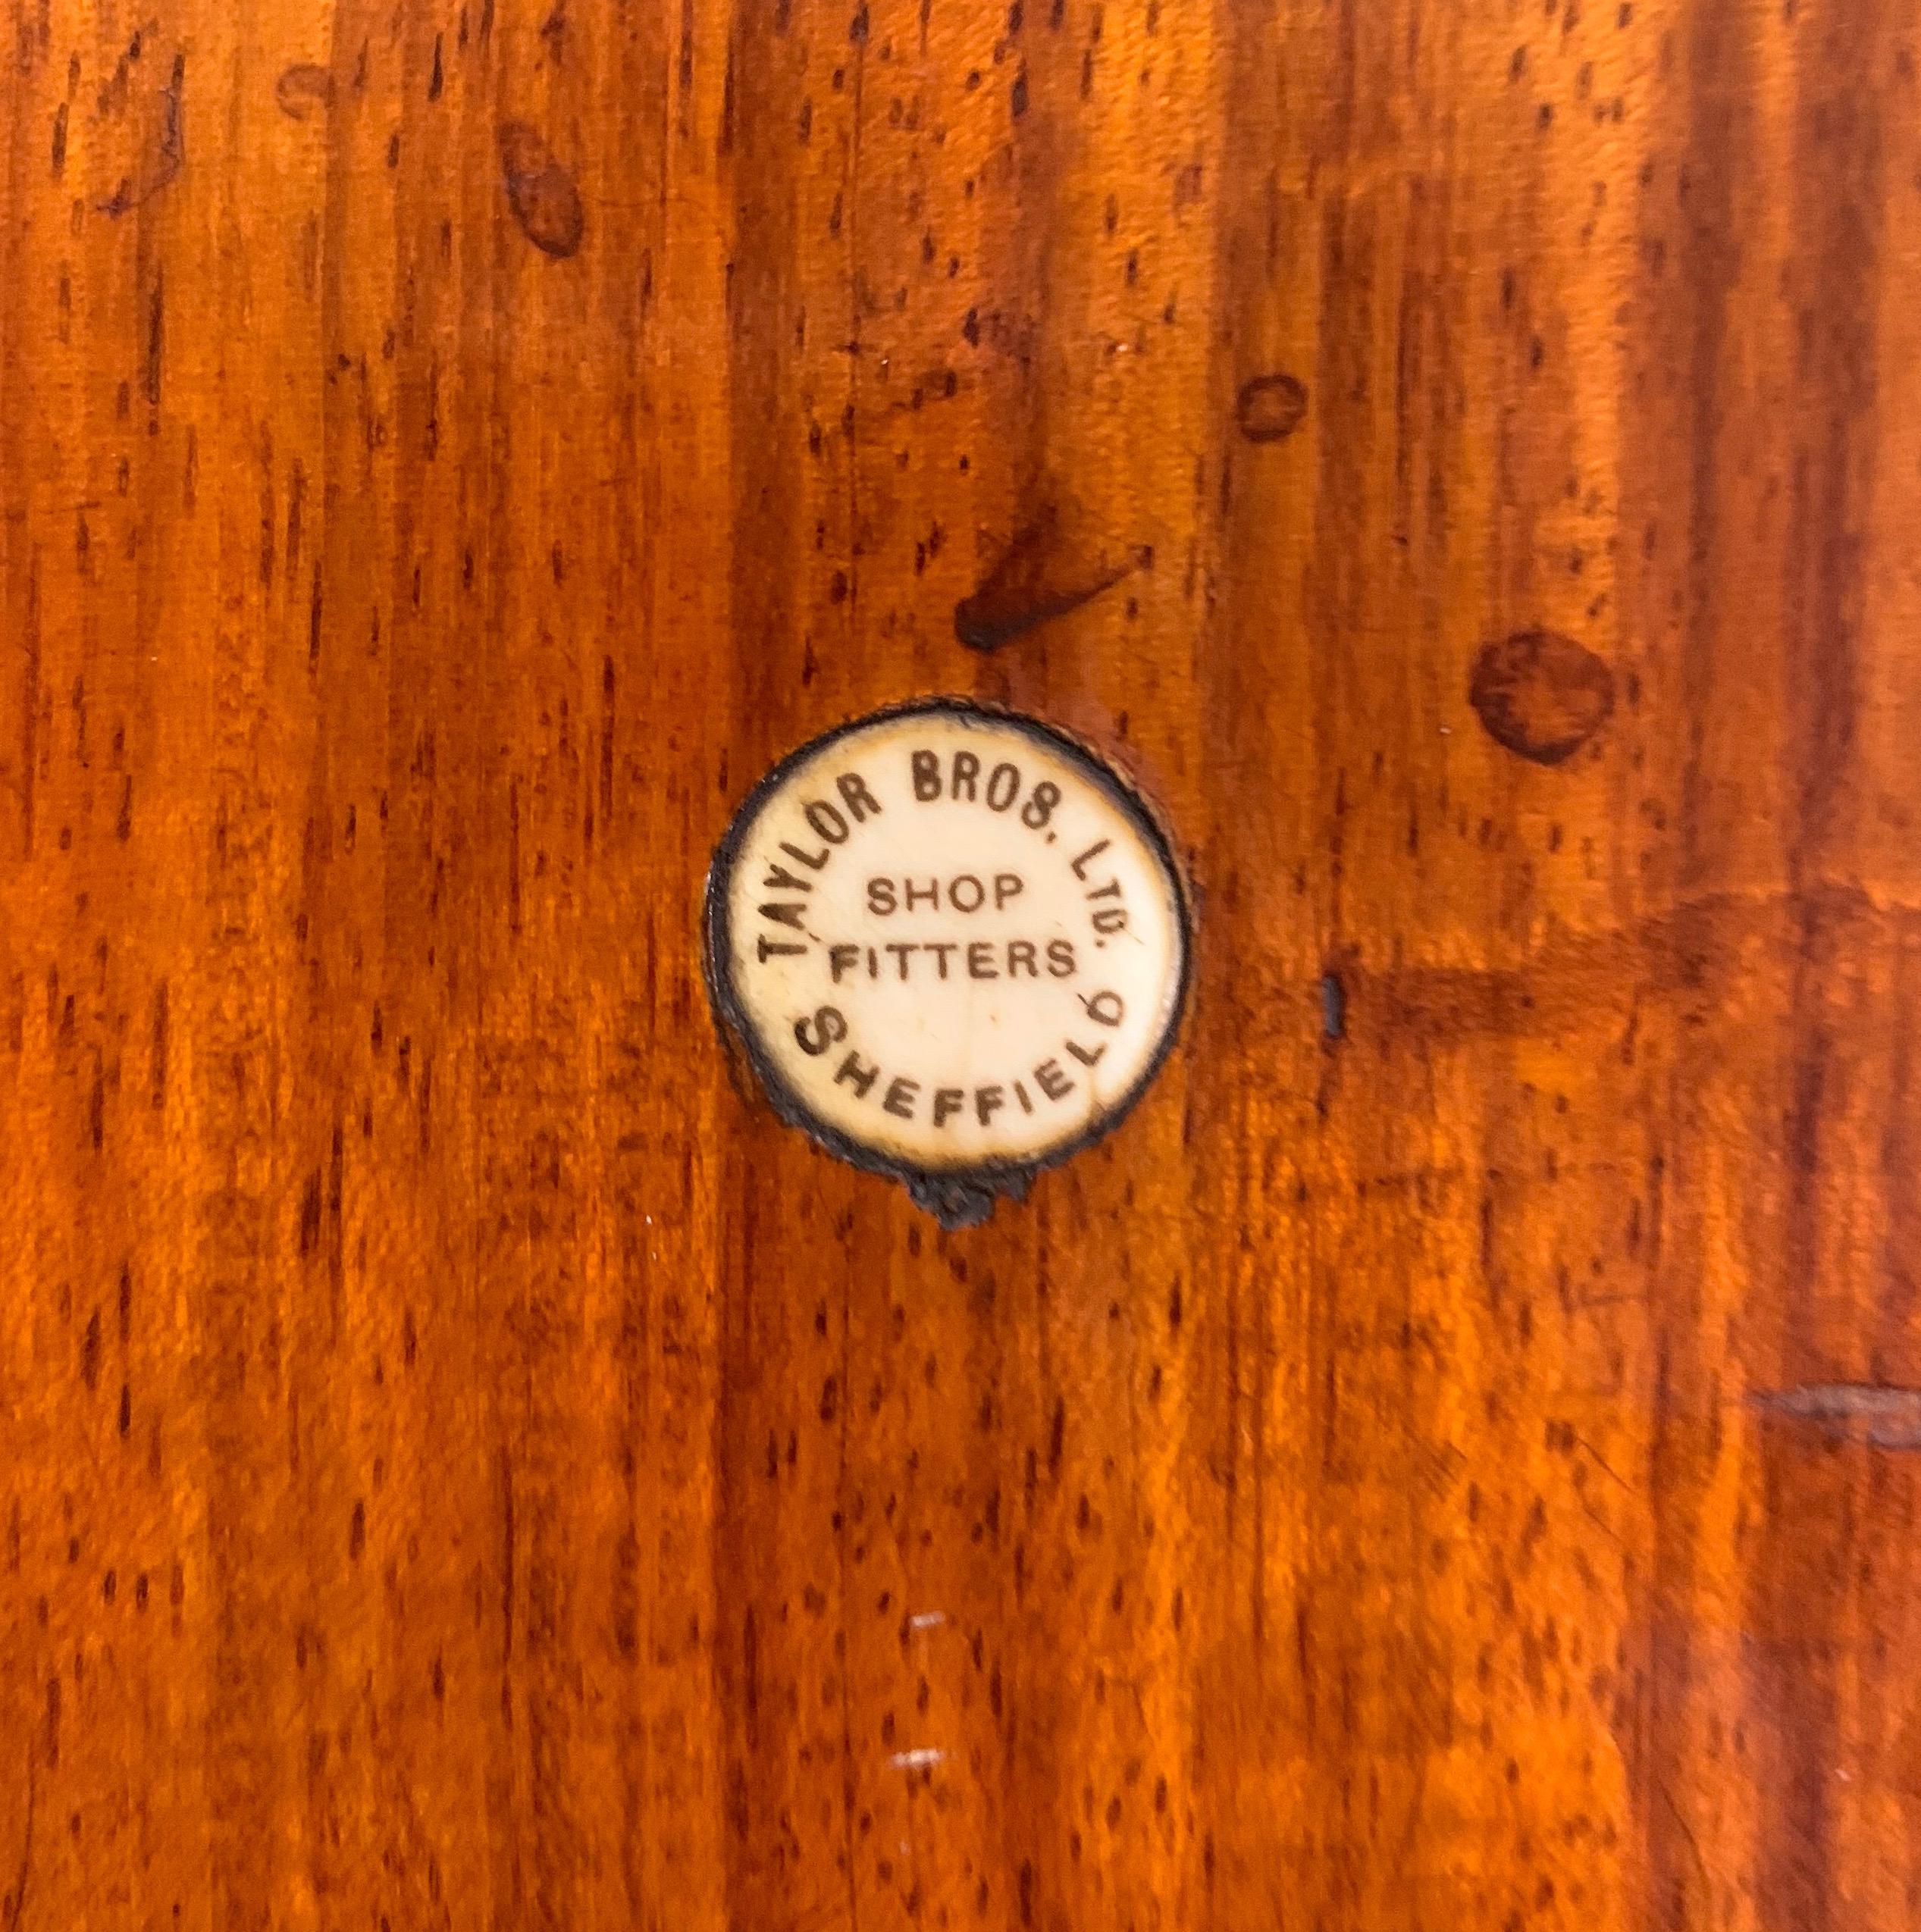 TAYLOR BROS. LTD.
SHOP
FITTERS
SHEFFIELD